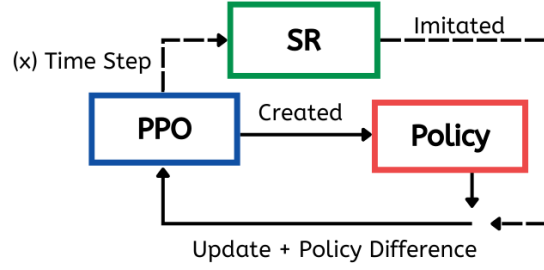 SR
Imitated
(x) Time Step
PPO
Created
Policy
Update + Policy Difference